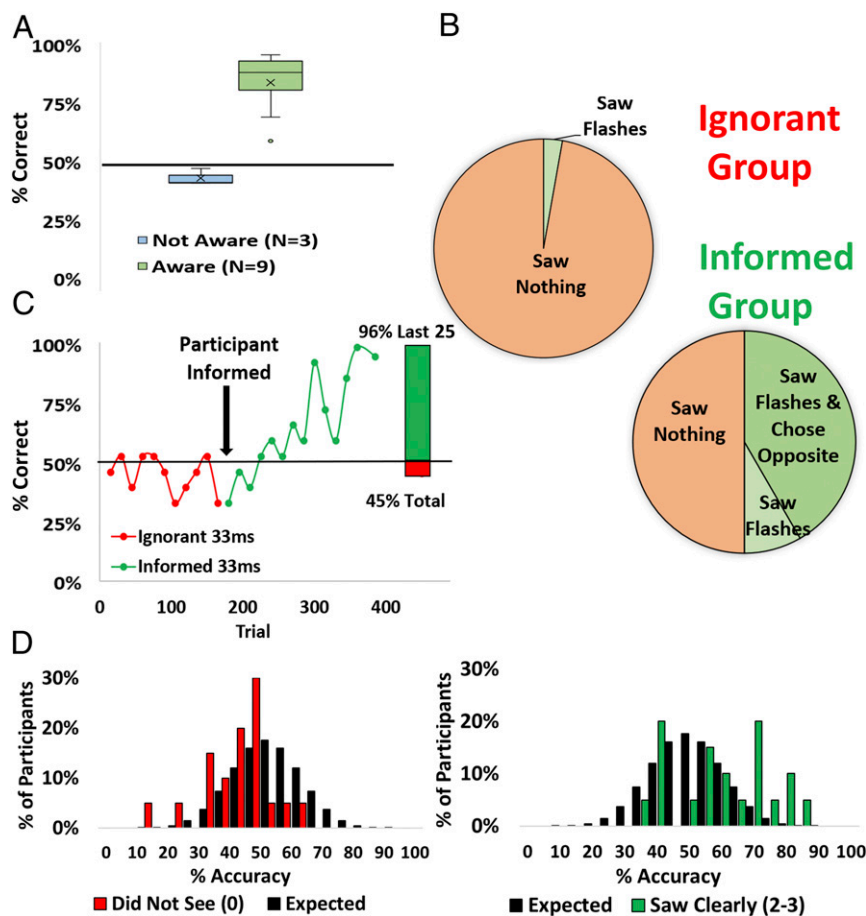 A
100%
75%
50%
25%
0%
% Correct
Not Aware (N=3)
Aware (N=9)
B
Saw
Flashes
Saw
Nothing
Ignorant
Group
Informed
Group
Saw
Nothing
Saw
Flashes &
Chose
Opposite
Saw
Flashes
C
100%
75%
50%
25%
0%
% Correct
Participant
Informed
96% Last 25
45% Total
Ignorant 33ms
Informed 33ms
0 100 200 300 400
Trial
D
30%
20%
10%
0%
% of Participants
0 10 20 30 40 50 60 70 80 90 100
% Accuracy
Did Not See (0) Expected
30%
20%
10%
0%
% of Participants
0 10 20 30 40 50 60 70 80 90 100
% Accuracy
Expected Saw Clearly (2-3)